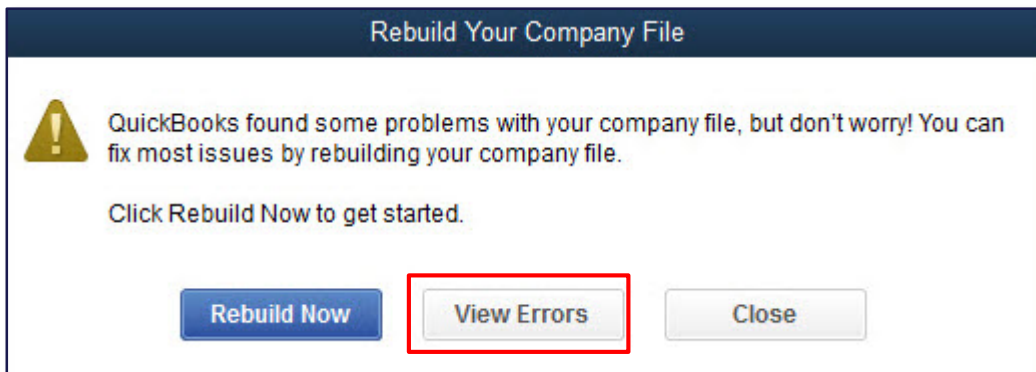 Rebuild Your Company File
QuickBooks found some problems with your company file, but don't worry! You can
fix most issues by rebuilding your company file.
Click Rebuild Now to get started.
Rebuild Now View Errors Close